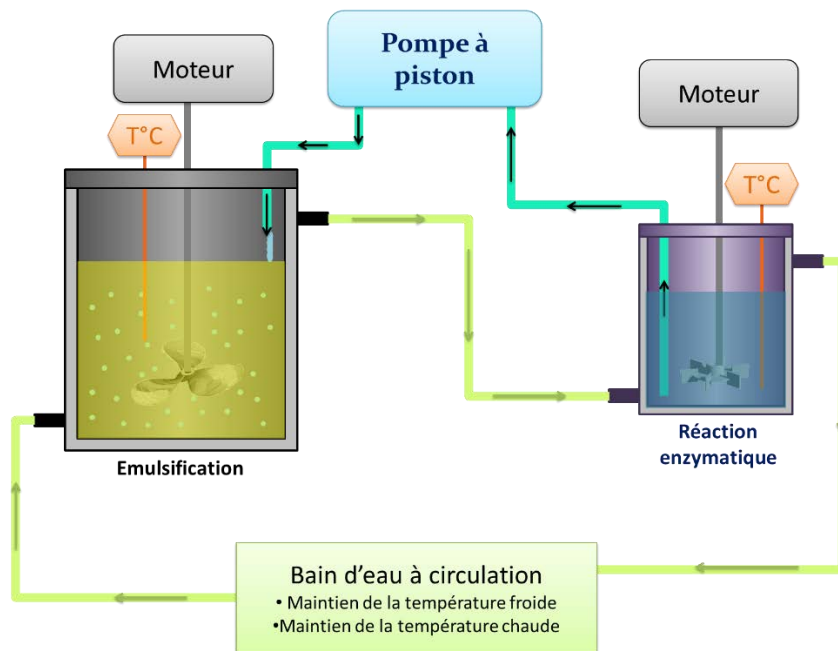 Pompe à
piston
Moteur
Moteur
T°C
T°C
Emulsification
Réaction
enzymatique
Bain d’eau à circulation
• Maintien de la température froide
•Maintien de la température chaude